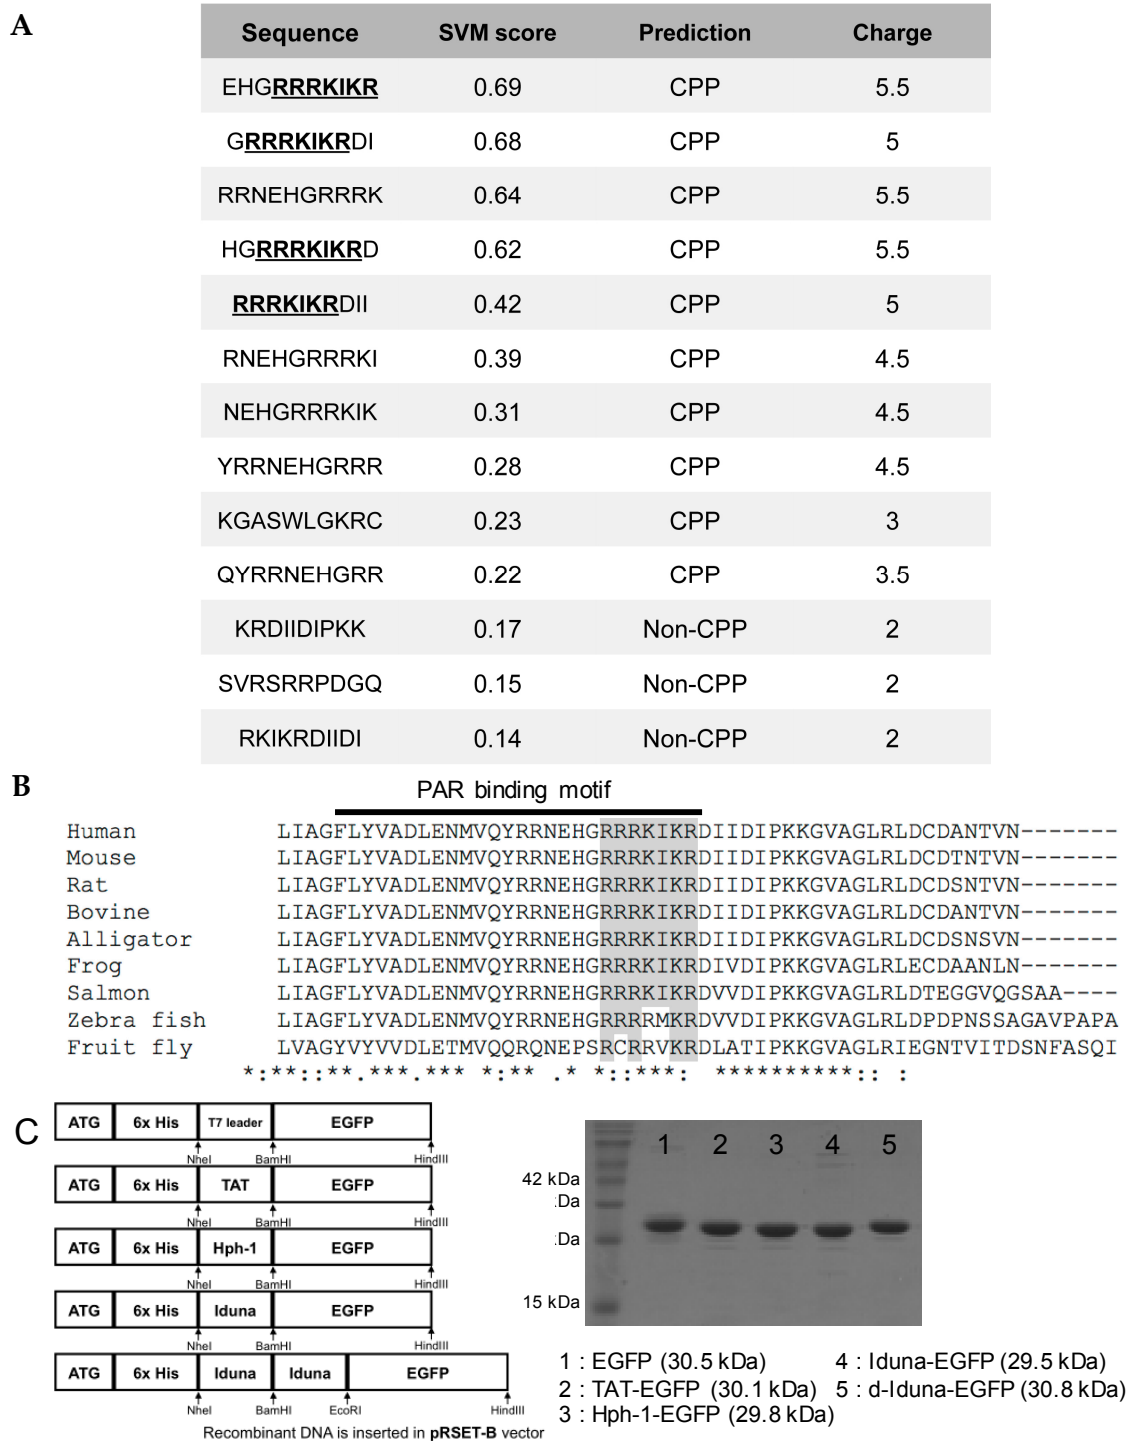 A
Sequence SVM score Prediction Charge
EHGRRRKIKR 0.69 CPP 5.5
GRRRKIKRDI 0.68 CPP 5
RRNEHGRRRK 0.64 CPP 5.5
HGRRRKIKRD 0.62 CPP 5.5
RRRKIKRDII 0.42 CPP 5
RNEHGRRRKI 0.39 CPP 4.5
NEHGRRRKIK 0.31 CPP 4.5
YRRNEHGRRR 0.28 CPP 4.5
KGASWLGKRC 0.23 CPP 3
QYRRNEHGRR 0.22 CPP 3.5
KRDIIDIPKK 0.17 Non-CPP 2
SVRSRRPDGQ 0.15 Non-CPP 2
RKIKRDIIDI 0.14 Non-CPP 2
B
PAR binding motif
Human LIAGFLYVADLENMVQYRRNEHGRRRKIKRDIIDIPKKGVAGLRLDCDANTVN-------
Mouse LIAGFLYVADLENMVQYRRNEHGRRRKIKRDIIDIPKKGVAGLRLDCDTNTVN-------
Rat LIAGFLYVADLENMVQYRRNEHGRRRKIKRDIIDIPKKGVAGLRLDCDSNTVN-------
Bovine LIAGFLYVADLENMVQYRRNEHGRRRKIKRDIIDIPKKGVAGLRLDCDANTVN-------
Alligator LIAGFLYVADLENMVQYRRNEHGRRRKIKRDIIDIPKKGVAGLRLDCDSNSVN-------
Frog LIAGFLYVADLENMVQYRRNEHGRRRKIKRDIVDIPKKGVAGLRLECDAANLN-------
Salmon LIAGFLYVADLENMVQYRRNEHGRRRKIKRDVVDIPKKGVAGLRLDTEGGVQGSAA----
Zebra fish LIAGFLYVADLENMVQYRRNEHGRRRRMKRDVVDIPKKGVAGLRLDPDPNSSAGAVPAPA
Fruit fly LVAGYVYVVDLETMVQQRQNEPSRCRRVKRDLATIPKKGVAGLRIEGNTVITDSNFASQI
*:**::**.***.*** *:** .* *::***: **********:: :
C
ATG 6x His T7 leader EGFP
NheI BamHI HindIII
ATG 6x His TAT EGFP
NheI BamHI HindIII
ATG 6x His Hph-1 EGFP
NheI BamHI HindIII
ATG 6x His Iduna EGFP
NheI BamHI HindIII
ATG 6x His Iduna Iduna EGFP
NheI BamHI EcoRI HindIII
Recombinant DNA is inserted in pRSET-B vector
1 2 3 4 5
42 kDa
:Da
:Da
15 kDa
1 : EGFP (30.5 kDa) 4 : Iduna-EGFP (29.5 kDa)
2 : TAT-EGFP (30.1 kDa) 5 : d-Iduna-EGFP (30.8 kDa)
3 : Hph-1-EGFP (29.8 kDa)